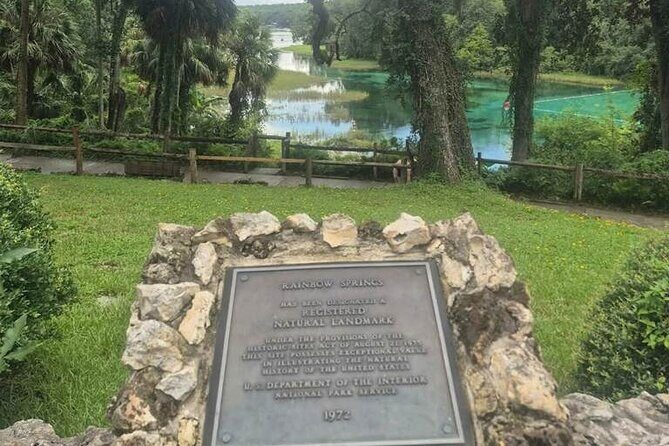 RAINBOW SPRINGS
HAS BEEN DESIGNATED A
REGISTERED
NATURAL LANDMARK
UNDER THE PROVISIONS OF THE
HISTORIC SITES ACT OF AUGUST 21, 1935
THIS SITE POSSESSES EXCEPTIONAL VALUE
IN ILLUSTRATING THE NATURAL
HISTORY OF THE UNITED STATES
U.S. DEPARTMENT OF THE INTERIOR
NATIONAL PARK SERVICE
1972